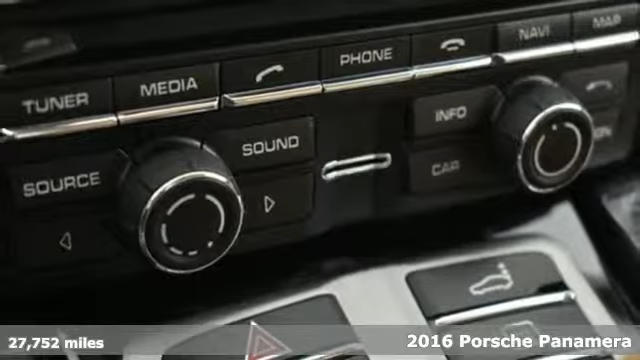 TUNER MEDIA PHONE NAVI MAP
SOURCE SOUND INFO
CAR
27,752 miles 2016 Porsche Panamera